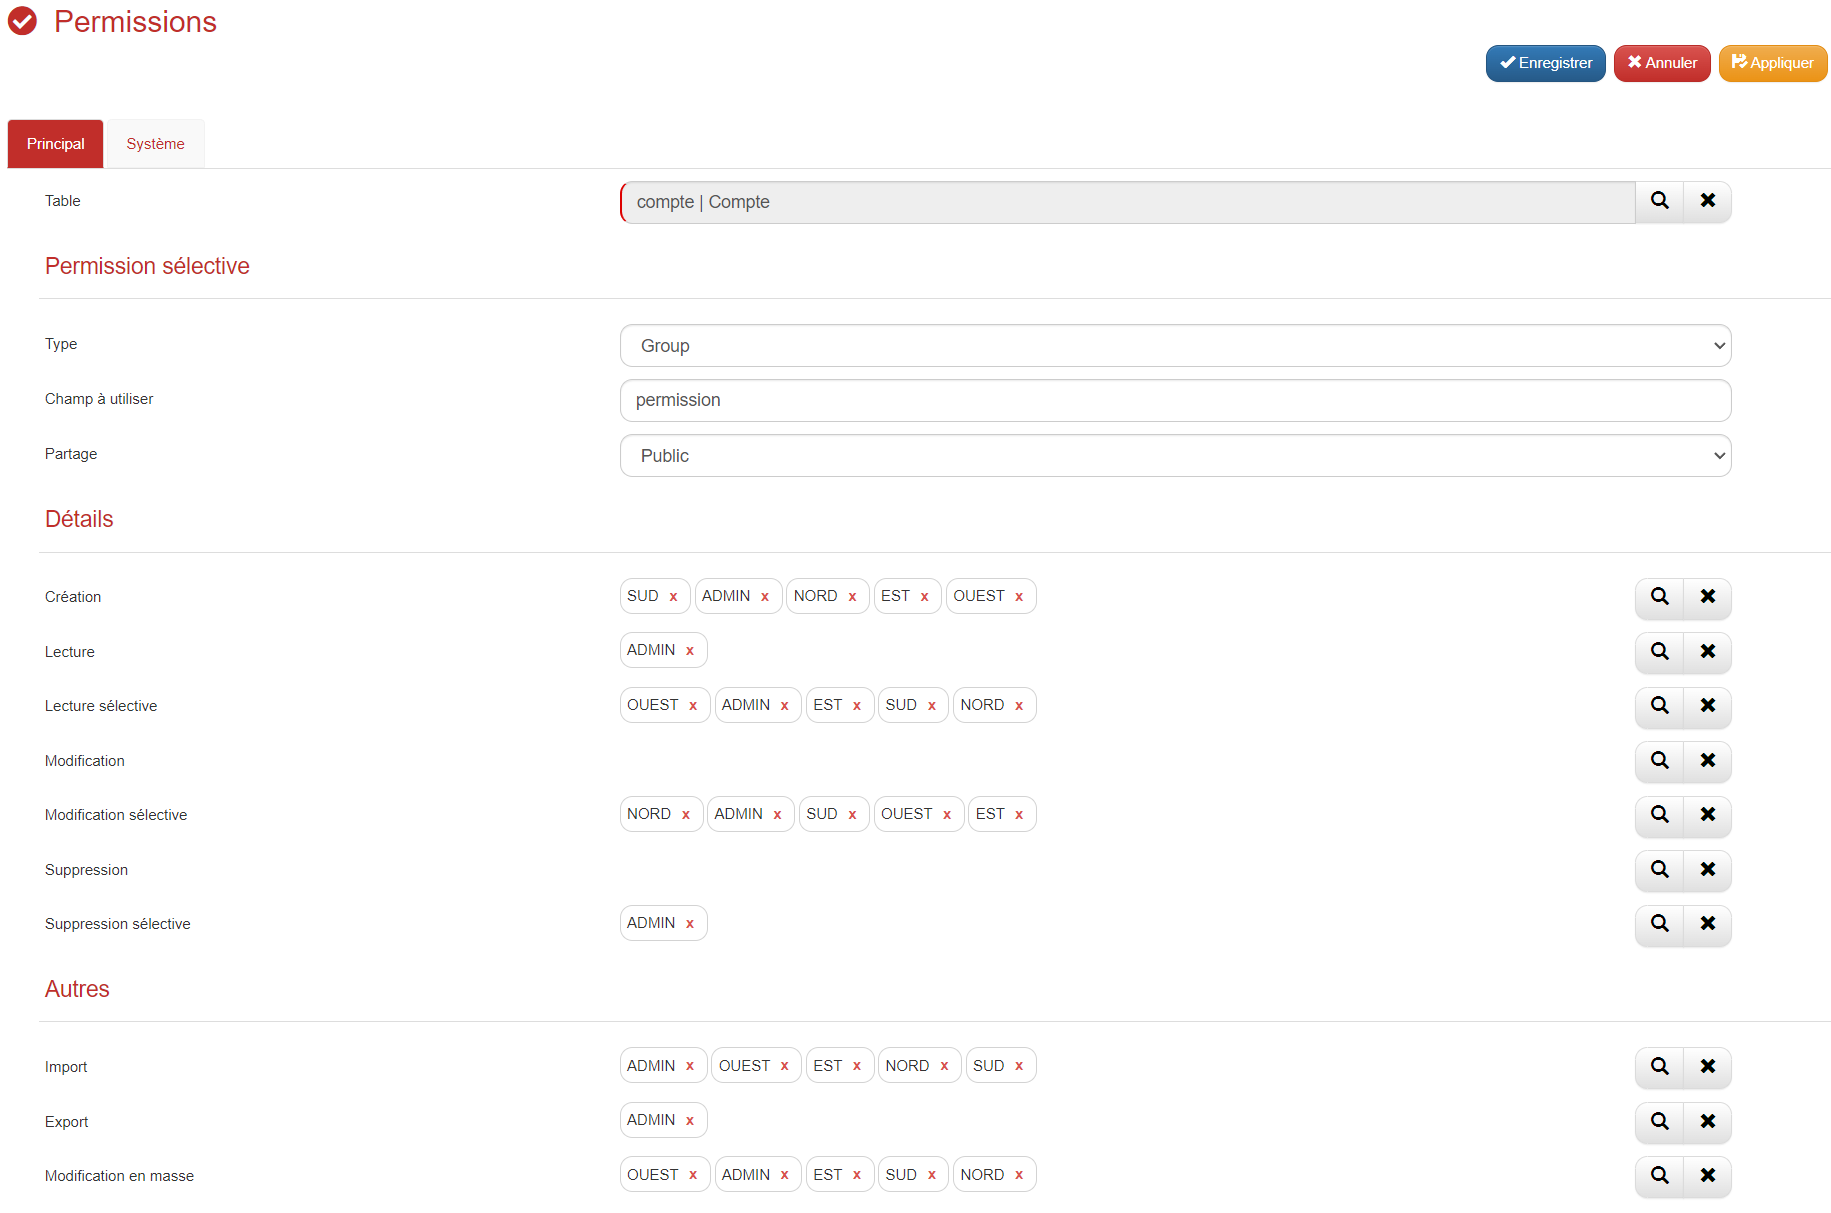 Permissions
Enregistrer Annuler Appliquer
Principal Système
Table compte | Compte
Permission sélective
Type Group
Champ à utiliser permission
Partage Public
Détails
Création SUD x ADMIN x NORD x EST x OUEST x
Lecture ADMIN x
Lecture sélective OUEST x ADMIN x EST x SUD x NORD x
Modification
Modification sélective NORD x ADMIN x SUD x OUEST x EST x
Suppression
Suppression sélective ADMIN x
Autres
Import ADMIN x OUEST x EST x NORD x SUD x
Export ADMIN x
Modification en masse OUEST x ADMIN x EST x SUD x NORD x